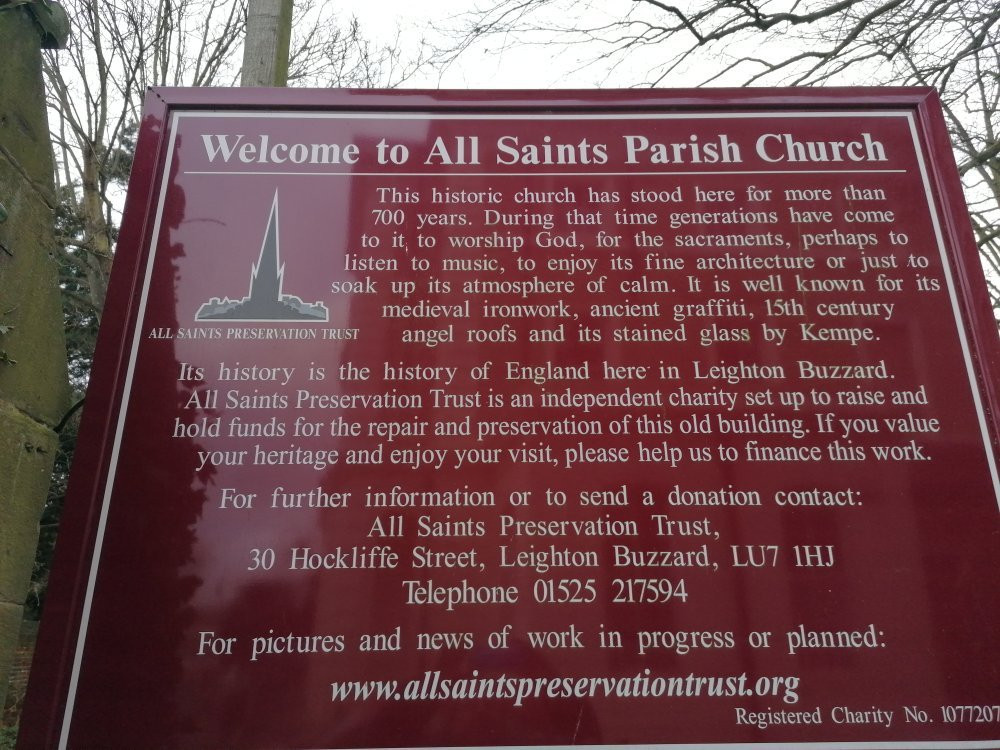 Welcome to All Saints Parish Church
This historic church has stood here for more than
700 years. During that time generations have come
to it, to worship God, for the sacraments, perhaps to
listen to music, to enjoy its fine architecture or just to
soak up its atmosphere of calm. It is well known for its
medieval ironwork, ancient graffiti, 15th century
angel roofs and its stained glass by Kempe.
ALL SAINTS PRESERVATION TRUST
Its history is the history of England here in Leighton Buzzard.
All Saints Preservation Trust is an independent charity set up to raise and
hold funds for the repair and preservation of this old building. If you value
your heritage and enjoy your visit, please help us to finance this work.
For further information or to send a donation contact:
All Saints Preservation Trust,
30 Hockliffe Street, Leighton Buzzard, LU7 1HJ
Telephone 01525 217594
For pictures and news of work in progress or planned:
www.allsaintspreservationtrust.org
Registered Charity No. 1077207